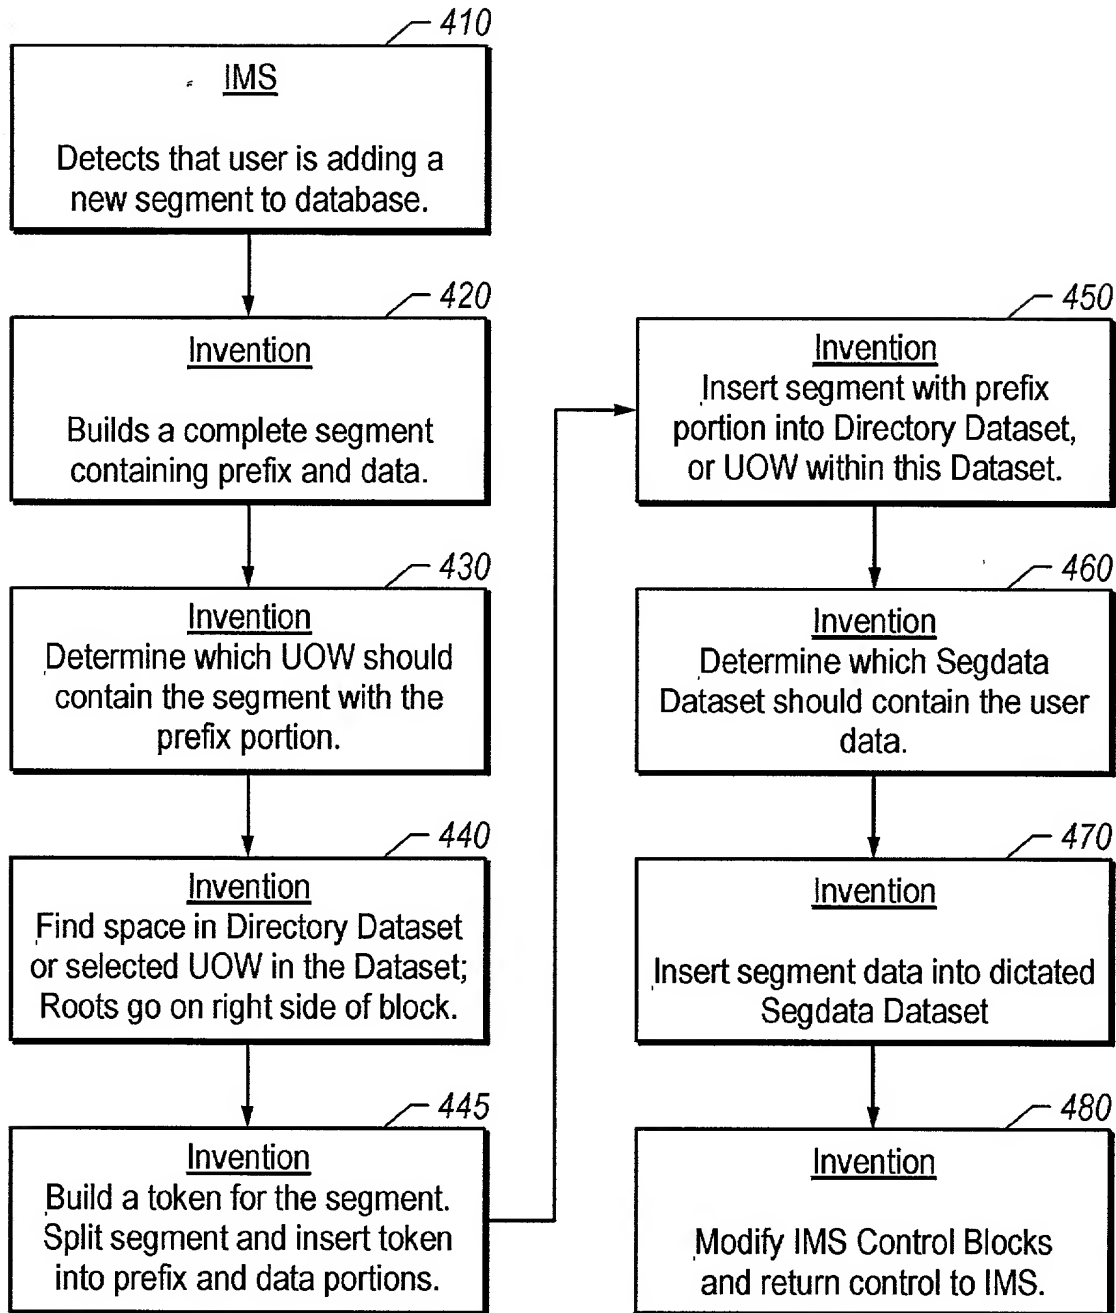 410
IMS
Detects that user is adding a
new segment to database.
420
Invention
Builds a complete segment
containing prefix and data.
430
Invention
Determine which UOW should
contain the segment with the
prefix portion.
440
Invention
Find space in Directory Dataset
or selected UOW in the Dataset;
Roots go on right side of block.
445
Invention
Build a token for the segment.
Split segment and insert token
into prefix and data portions.
450
Invention
Insert segment with prefix
portion into Directory Dataset,
or UOW within this Dataset.
460
Invention
Determine which Segdata
Dataset should contain the user
data.
470
Invention
Insert segment data into dictated
Segdata Dataset
480
Invention
Modify IMS Control Blocks
and return control to IMS.